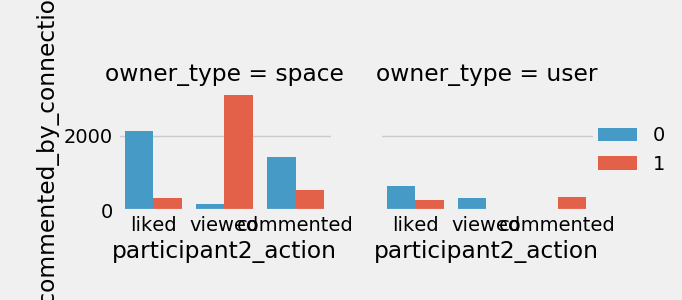 commented_by_connectio
owner_type = space
owner_type = user
2000
0
liked
viewed
commented
liked
viewed
commented
participant2_action
participant2_action
0
1